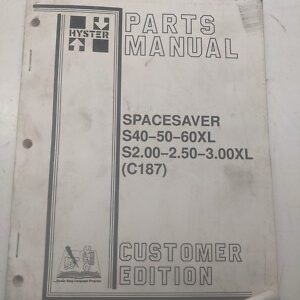 HYSTER
PARTS
MANUAL
SPACESAVER
S40-50-60XL
S2.00-2.50-3.00XL
(C187)
CUSTOMER
EDITION